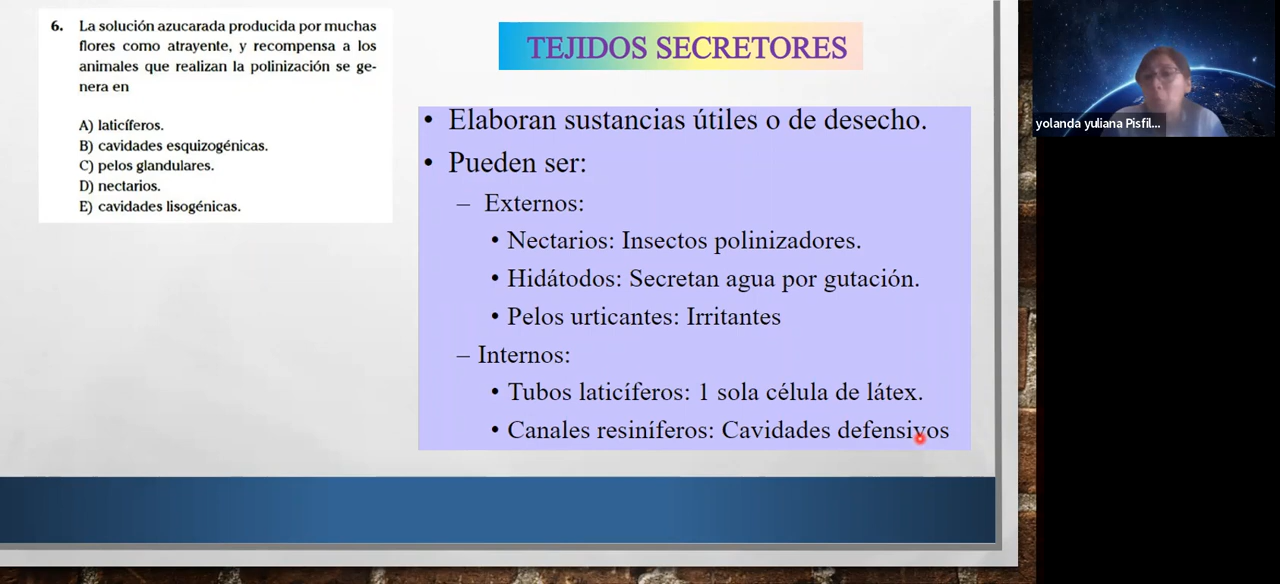 6. La solución azucarada producida por muchas
flores como atrayente, y recompensa a los
animales que realizan la polinización se ge-
nera en
A) laticíferos.
B) cavidades esquizogénicas.
C) pelos glandulares.
D) nectarios.
E) cavidades lisogénicas.
TEJIDOS SECRETORES
• Elaboran sustancias útiles o de desecho.
• Pueden ser:
– Externos:
• Nectarios: Insectos polinizadores.
• Hidátodos: Secretan agua por gutación.
• Pelos urticantes: Irritantes
– Internos:
• Tubos laticíferos: 1 sola célula de látex.
• Canales resiníferos: Cavidades defensivos
yolanda yuliana Pisfil...